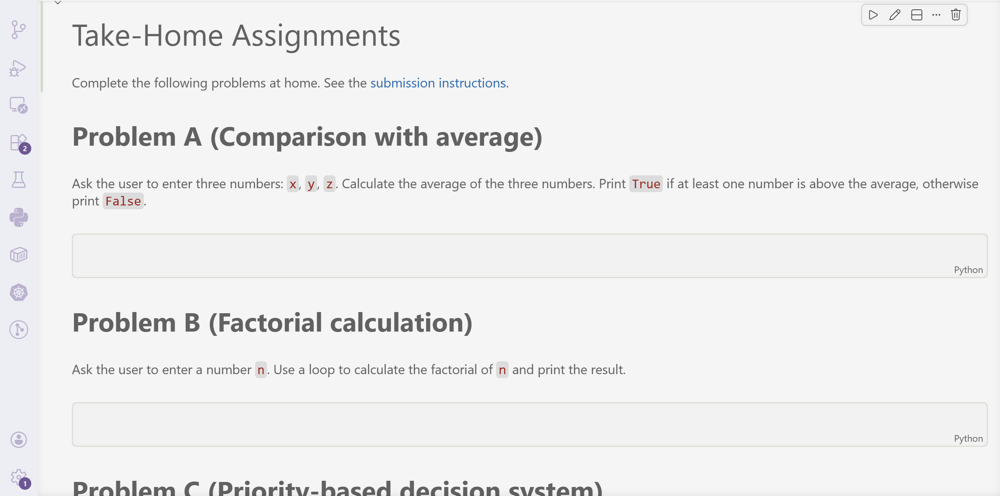 Take-Home Assignments
Complete the following problems at home. See the submission instructions.
Problem A (Comparison with average)
Ask the user to enter three numbers: x, y, z. Calculate the average of the three numbers. Print True if at least one number is above the average, otherwise
print False.
Python
Problem B (Factorial calculation)
Ask the user to enter a number n. Use a loop to calculate the factorial of n and print the result.
Python
Problem C (Priority-based decision system)
2
1